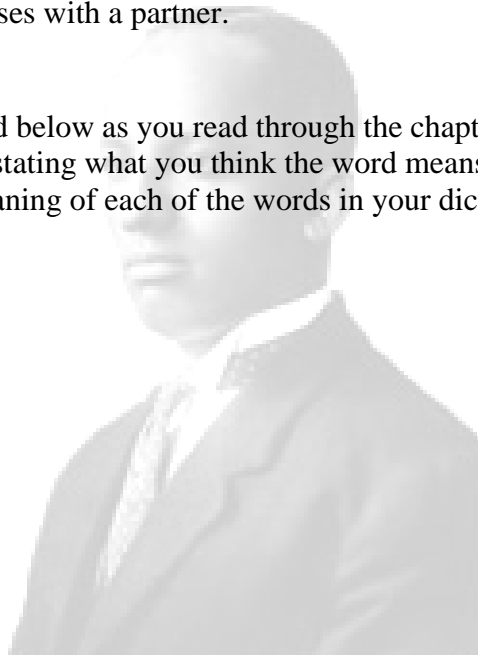 ses with a partner.
d below as you read through the chapt
stating what you think the word means
aning of each of the words in your dic